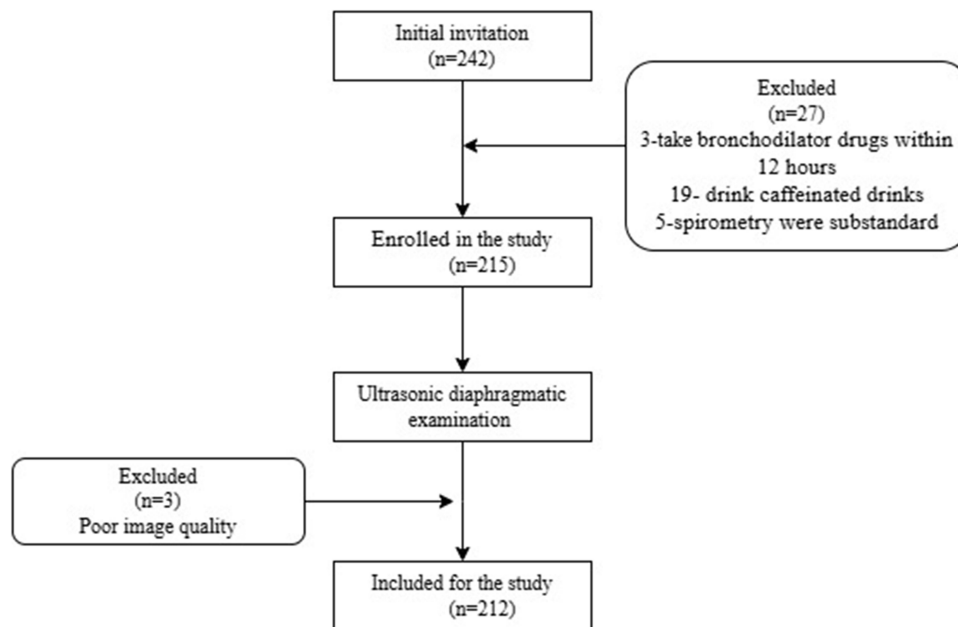 Initial invitation
(n=242)
Excluded
(n=27)
3-take bronchodilator drugs within
12 hours
19- drink caffeinated drinks
5-spirometry were substandard
Enrolled in the study
(n=215)
Ultrasonic diaphragmatic
examination
Excluded
(n=3)
Poor image quality
Included for the study
(n=212)